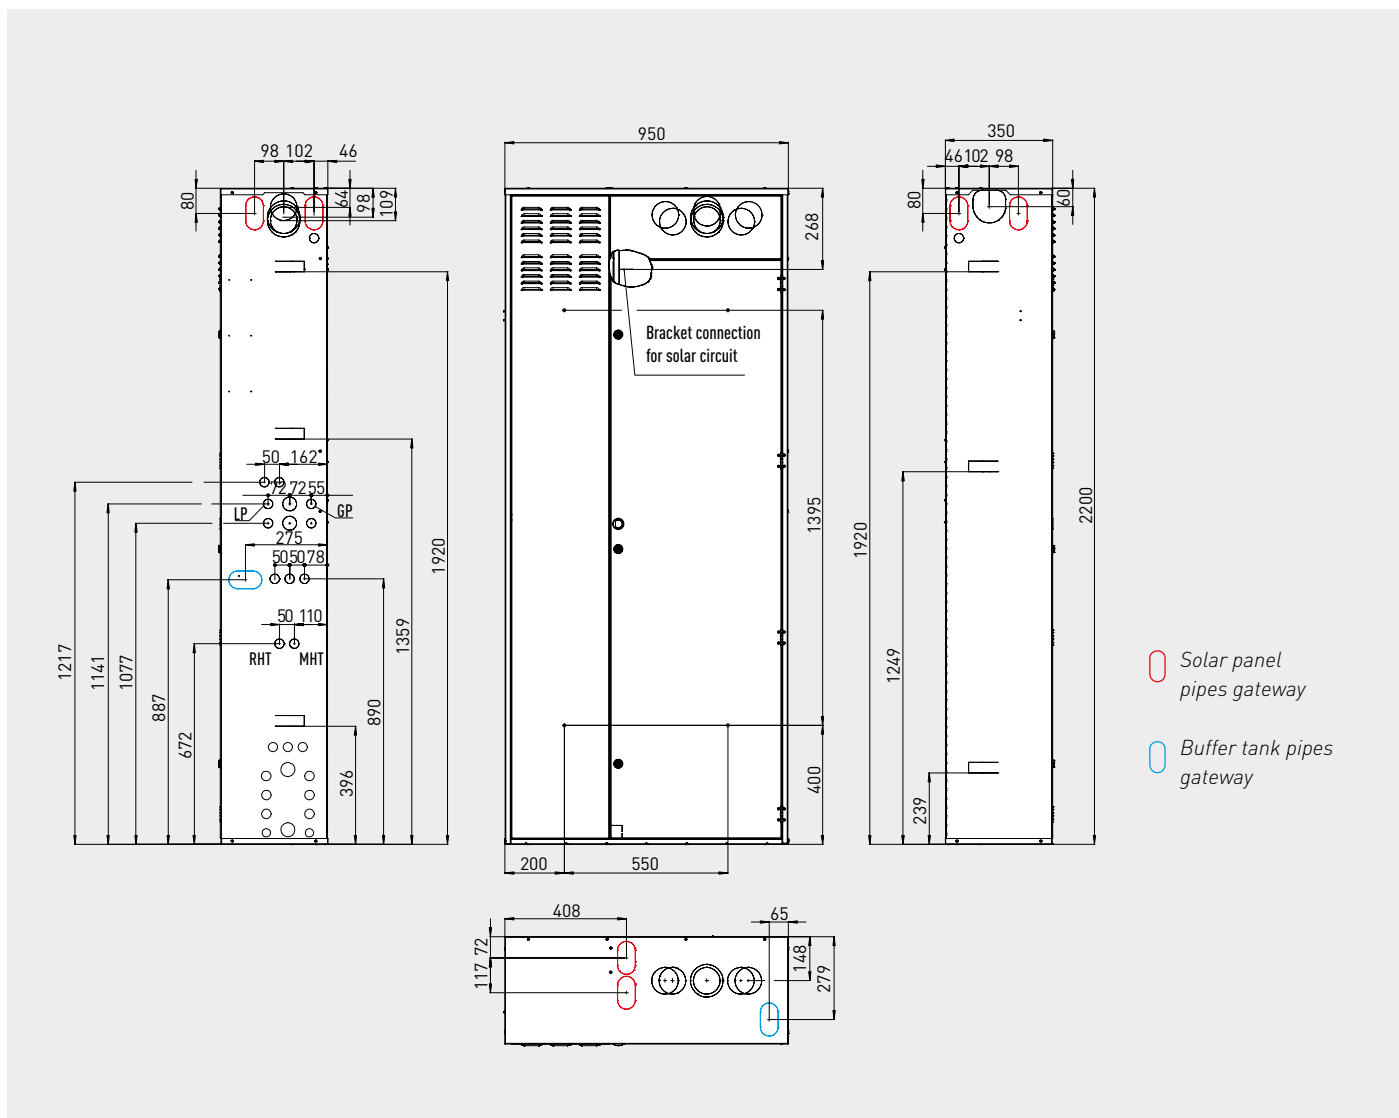 98 102 46
80
64
98
109
50 162
72 72 55
LP
GP
275
50 50 78
50 110
RHT MHT
1217
1141
1077
887
672
396
890
1359
1920
950
268
Bracket connection
for solar circuit
1395
400
200 550
350
46 102 98
80
60
1920
1249
239
2200
408
65
72
117
148
279
Solar panel
pipes gateway
Buffer tank pipes
gateway